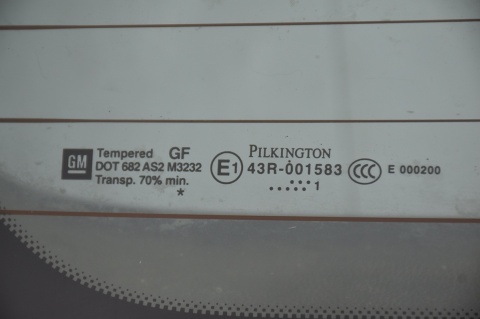 GM
Tempered GF
DOT 682 AS2 M3232
Transp. 70% min.
*
E1
PILKINGTON
43R-001583
1
CCC
E 000200